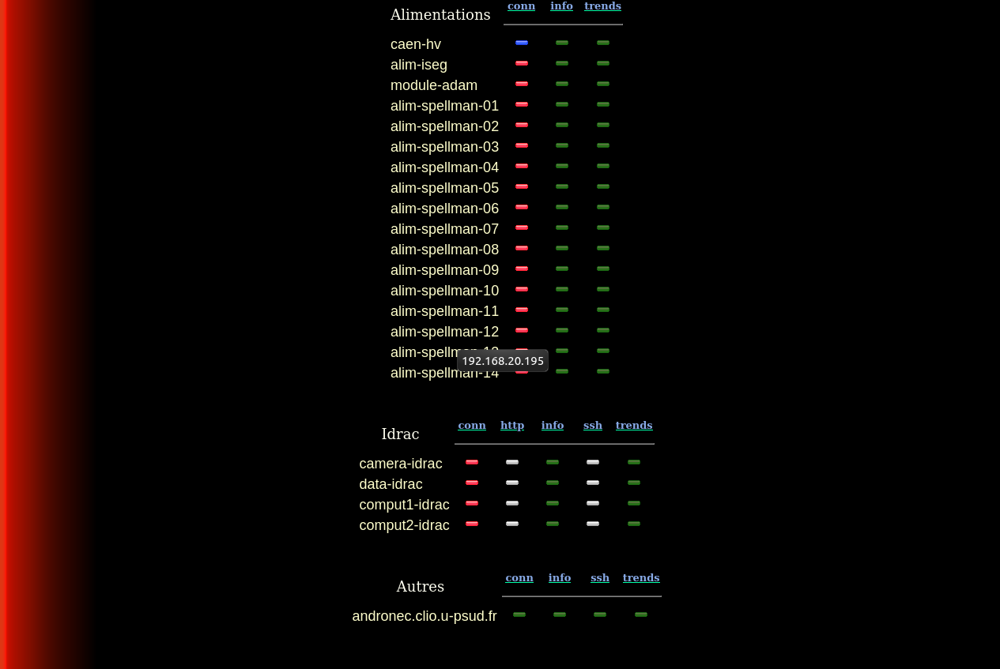 Alimentations conn info trends
caen-hv
alim-iseg
module-adam
alim-spellman-01
alim-spellman-02
alim-spellman-03
alim-spellman-04
alim-spellman-05
alim-spellman-06
alim-spellman-07
alim-spellman-08
alim-spellman-09
alim-spellman-10
alim-spellman-11
alim-spellman-12
alim-spellman-13
192.168.20.195
alim-spellman-14
Idrac conn http info ssh trends
camera-idrac
data-idrac
comput1-idrac
comput2-idrac
Autres conn info ssh trends
andronec.clio.u-psud.fr